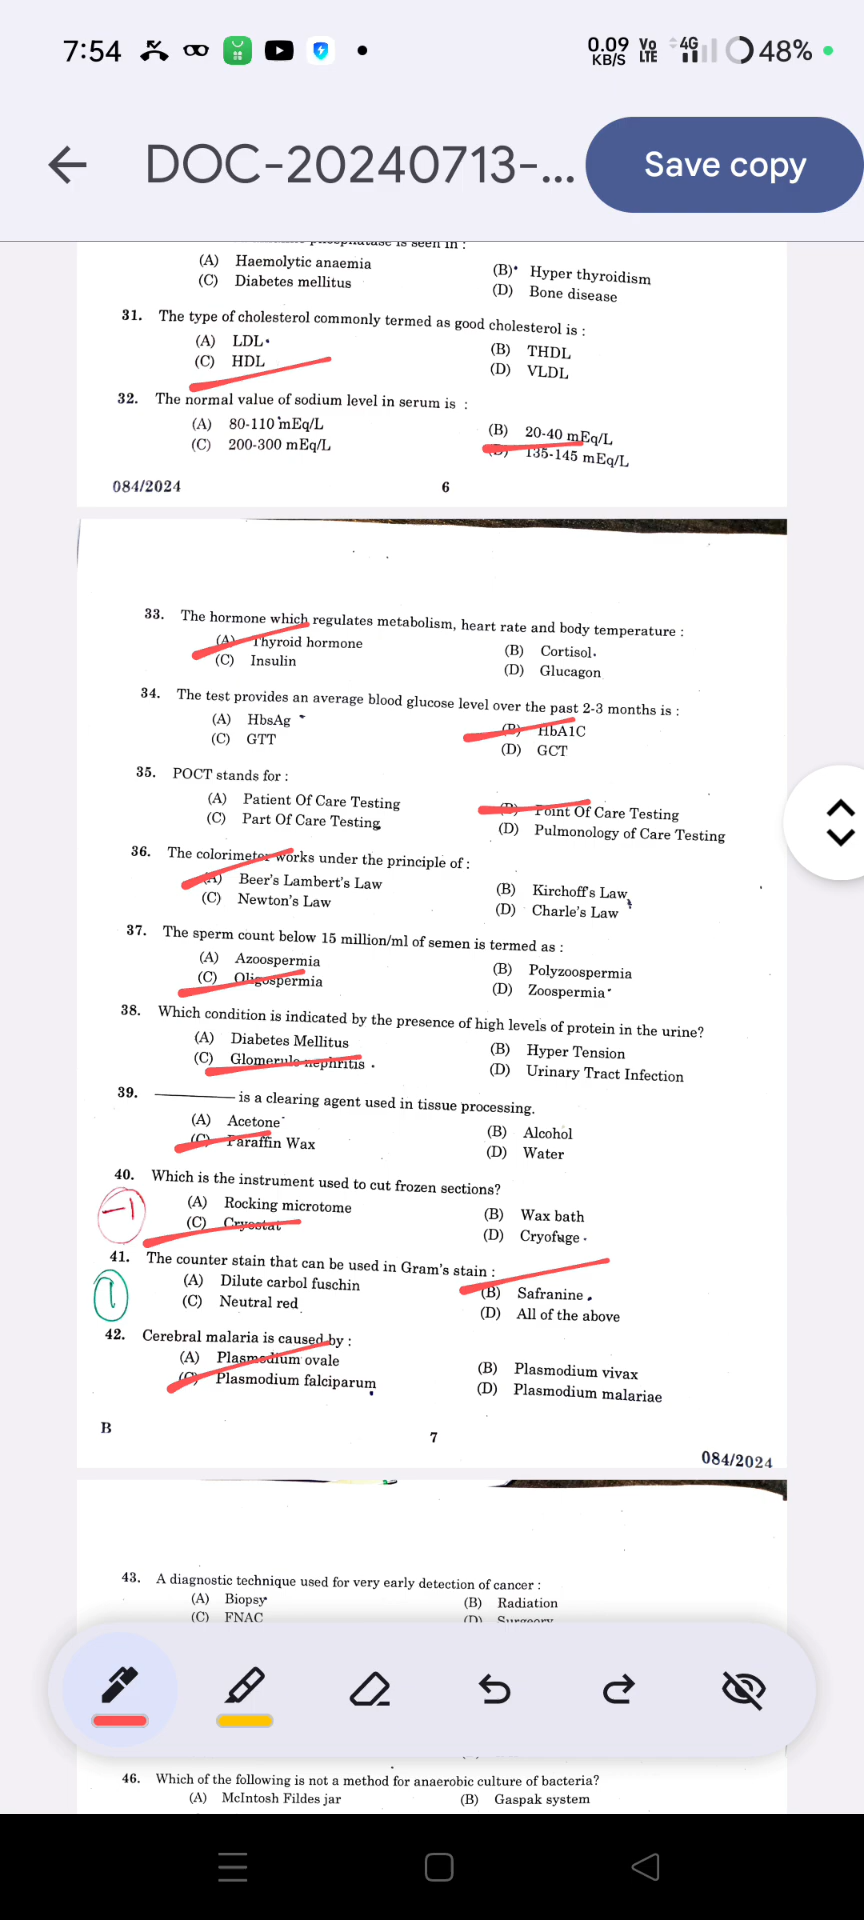 7:54
0.09 KB/S Vo LTE 4G 48%
DOC-20240713-...
Save copy
is seen in :
(A) Haemolytic anaemia (B) Hyper thyroidism
(C) Diabetes mellitus (D) Bone disease
31. The type of cholesterol commonly termed as good cholesterol is :
(A) LDL (B) THDL
(C) HDL (D) VLDL
32. The normal value of sodium level in serum is :
(A) 80-110 mEq/L (B) 20-40 mEq/L
(C) 200-300 mEq/L (D) 135-145 mEq/L
084/2024 6
33. The hormone which regulates metabolism, heart rate and body temperature :
(A) Thyroid hormone (B) Cortisol
(C) Insulin (D) Glucagon
34. The test provides an average blood glucose level over the past 2-3 months is :
(A) HbsAg (B) HbA1C
(C) GTT (D) GCT
35. POCT stands for :
(A) Patient Of Care Testing (B) Point Of Care Testing
(C) Part Of Care Testing (D) Pulmonology of Care Testing
36. The colorimeter works under the principle of :
(A) Beer's Lambert's Law (B) Kirchoff's Law
(C) Newton's Law (D) Charle's Law
37. The sperm count below 15 million/ml of semen is termed as :
(A) Azoospermia (B) Polyzoospermia
(C) Oligospermia (D) Zoospermia
38. Which condition is indicated by the presence of high levels of protein in the urine?
(A) Diabetes Mellitus (B) Hyper Tension
(C) Glomerulo nephritis (D) Urinary Tract Infection
39. ________ is a clearing agent used in tissue processing.
(A) Acetone (B) Alcohol
(C) Paraffin Wax (D) Water
40. Which is the instrument used to cut frozen sections?
-1
(A) Rocking microtome (B) Wax bath
(C) Cryostat (D) Cryofuge
41. The counter stain that can be used in Gram's stain :
1
(A) Dilute carbol fuschin (B) Safranine
(C) Neutral red (D) All of the above
42. Cerebral malaria is caused by :
(A) Plasmodium ovale (B) Plasmodium vivax
(C) Plasmodium falciparum (D) Plasmodium malariae
B 7
084/2024
43. A diagnostic technique used for very early detection of cancer :
(A) Biopsy (B) Radiation
(C) FNAC (D) Surgeory
46. Which of the following is not a method for anaerobic culture of bacteria?
(A) McIntosh Fildes jar (B) Gaspak system